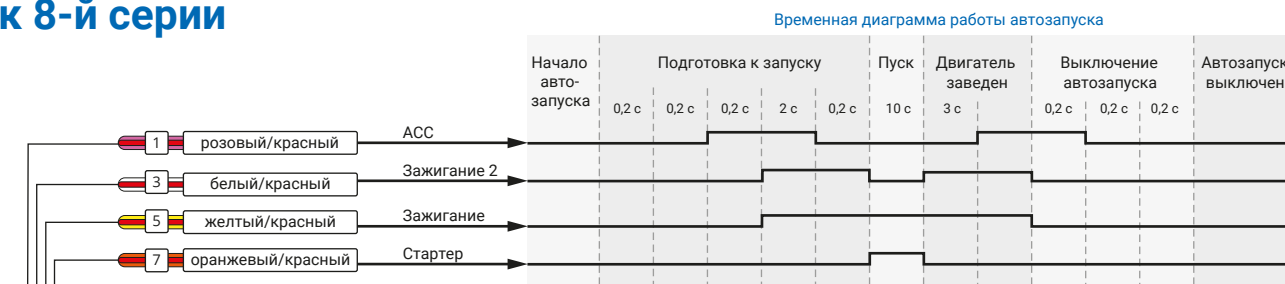 к 8-й серии
Временная диаграмма работы автозапуска
Начало
авто-
запуска
Подготовка к запуску
Пуск
Двигатель
заведен
Выключение
автозапуска
Автозапуск
выключен
0,2 с 0,2 с 0,2 с 2 с 0,2 с 10 с 3 с 0,2 с 0,2 с 0,2 с
1 розовый/красный ACC
3 белый/красный Зажигание 2
5 желтый/красный Зажигание
7 оранжевый/красный Стартер